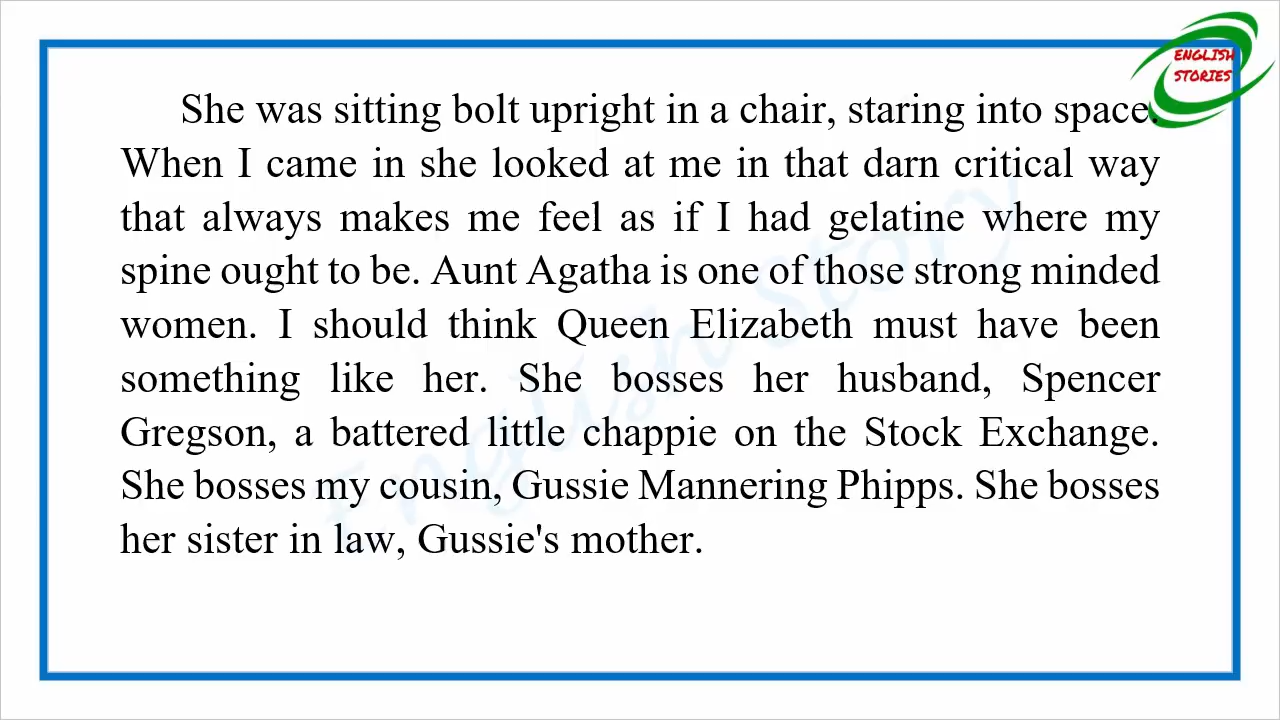 ENGLISH
STORIES
She was sitting bolt upright in a chair, staring into space.
When I came in she looked at me in that darn critical way
that always makes me feel as if I had gelatine where my
spine ought to be. Aunt Agatha is one of those strong minded
women. I should think Queen Elizabeth must have been
something like her. She bosses her husband, Spencer
Gregson, a battered little chappie on the Stock Exchange.
She bosses my cousin, Gussie Mannering Phipps. She bosses
her sister in law, Gussie's mother.
English Story